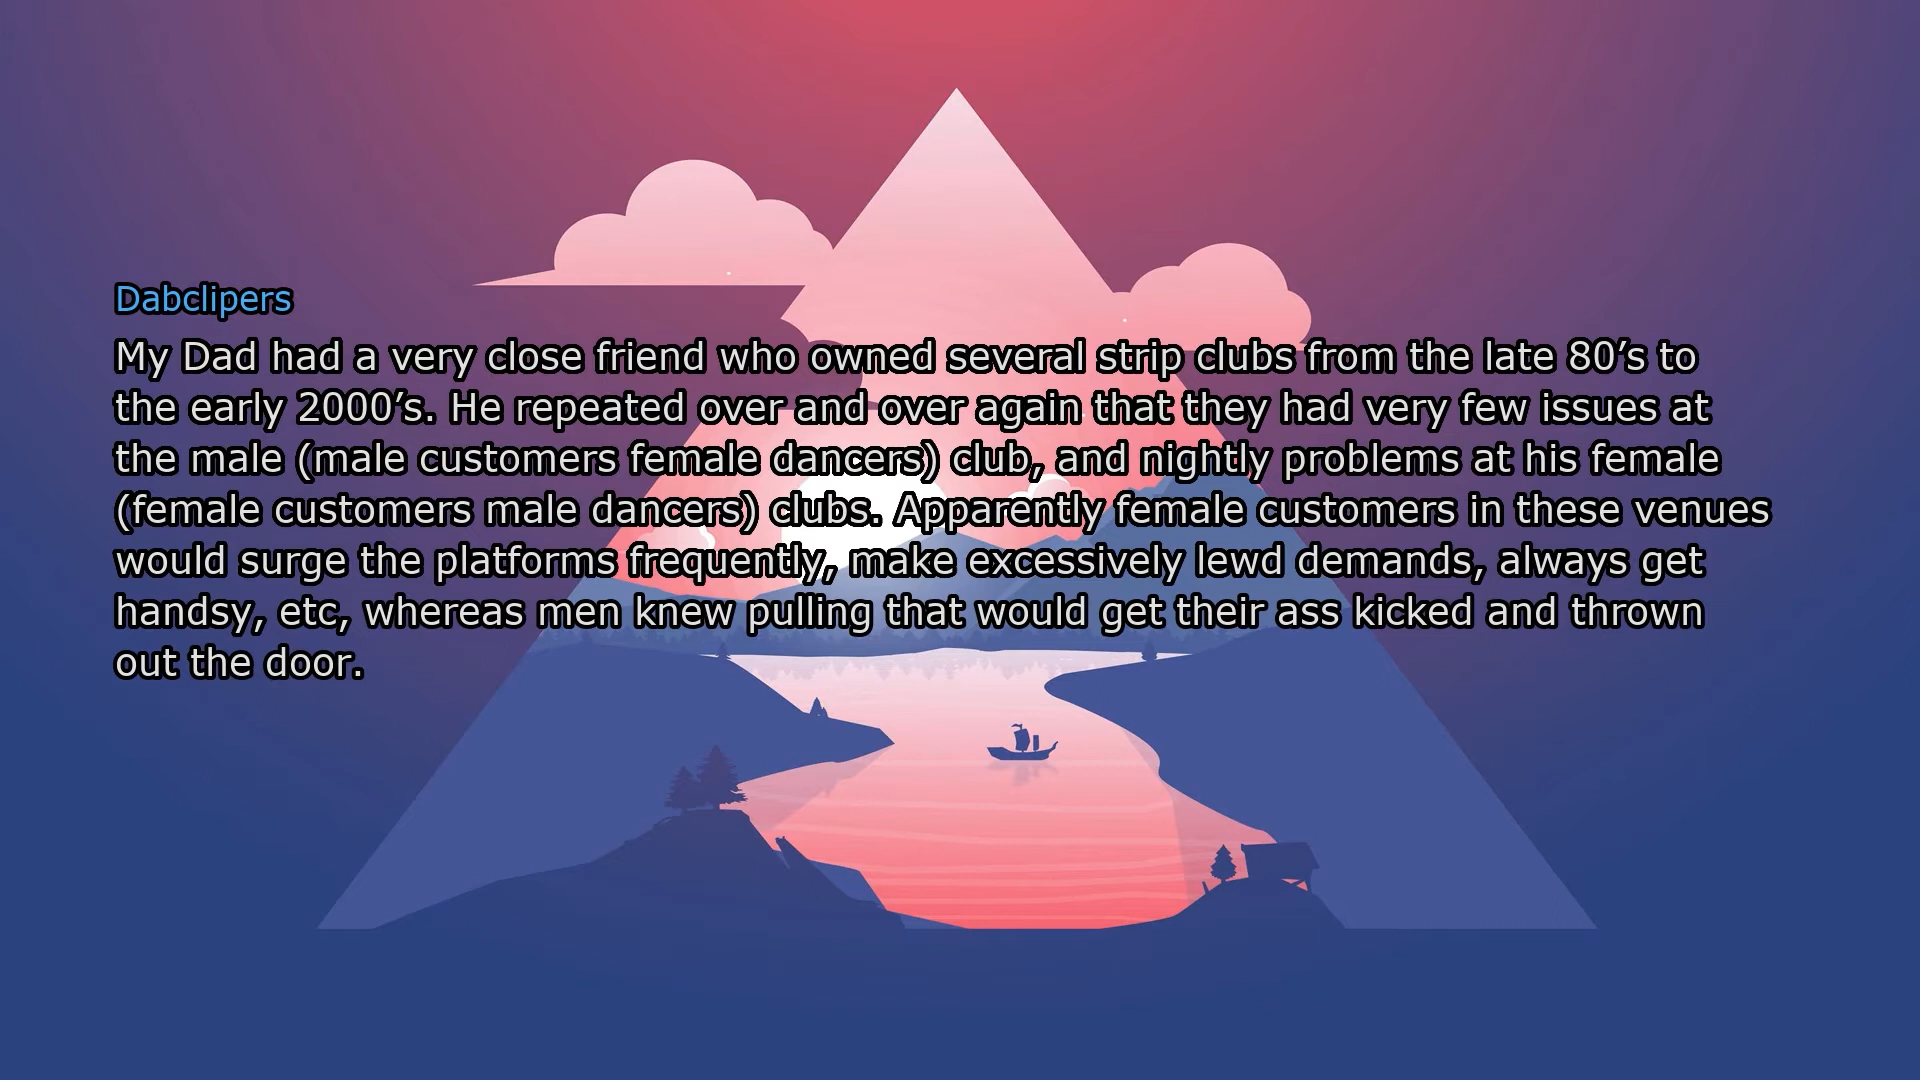 Dabclipers
My Dad had a very close friend who owned several strip clubs from the late 80’s to
the early 2000’s. He repeated over and over again that they had very few issues at
the male (male customers female dancers) club, and nightly problems at his female
(female customers male dancers) clubs. Apparently female customers in these venues
would surge the platforms frequently, make excessively lewd demands, always get
handsy, etc, whereas men knew pulling that would get their ass kicked and thrown
out the door.